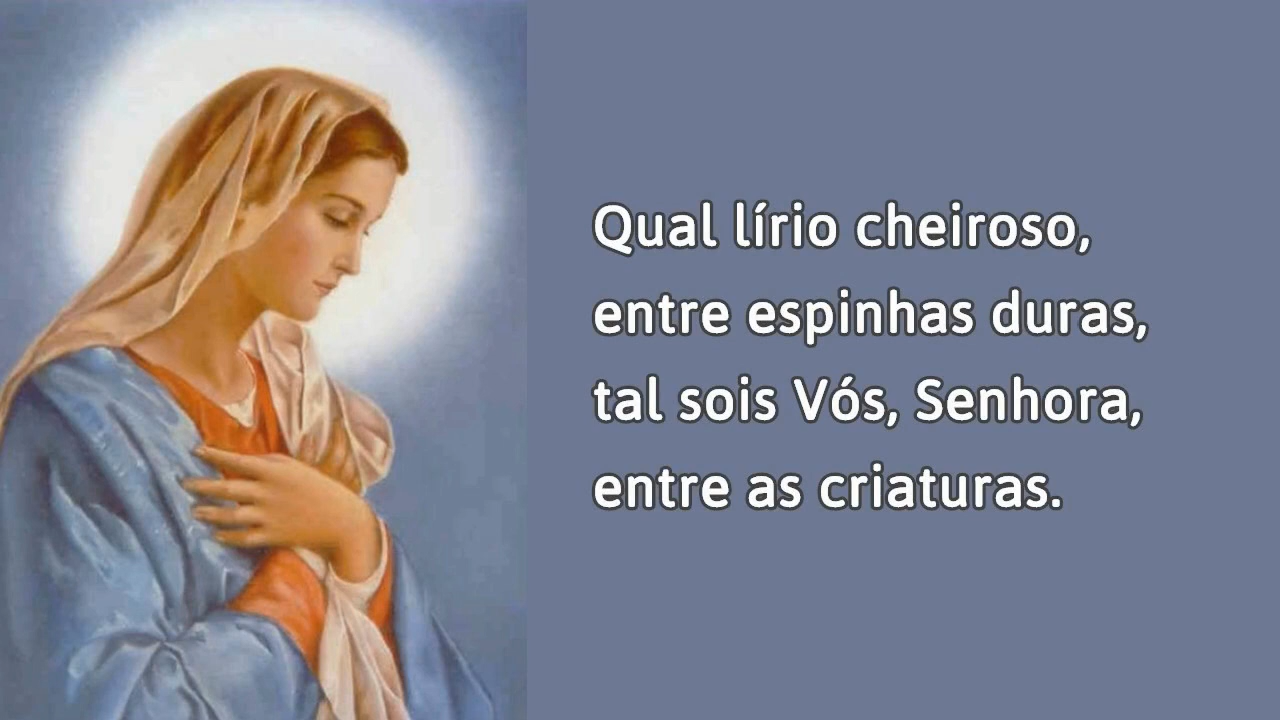 Qual lírio cheiroso,
entre espinhas duras,
tal sois Vós, Senhora,
entre as criaturas.